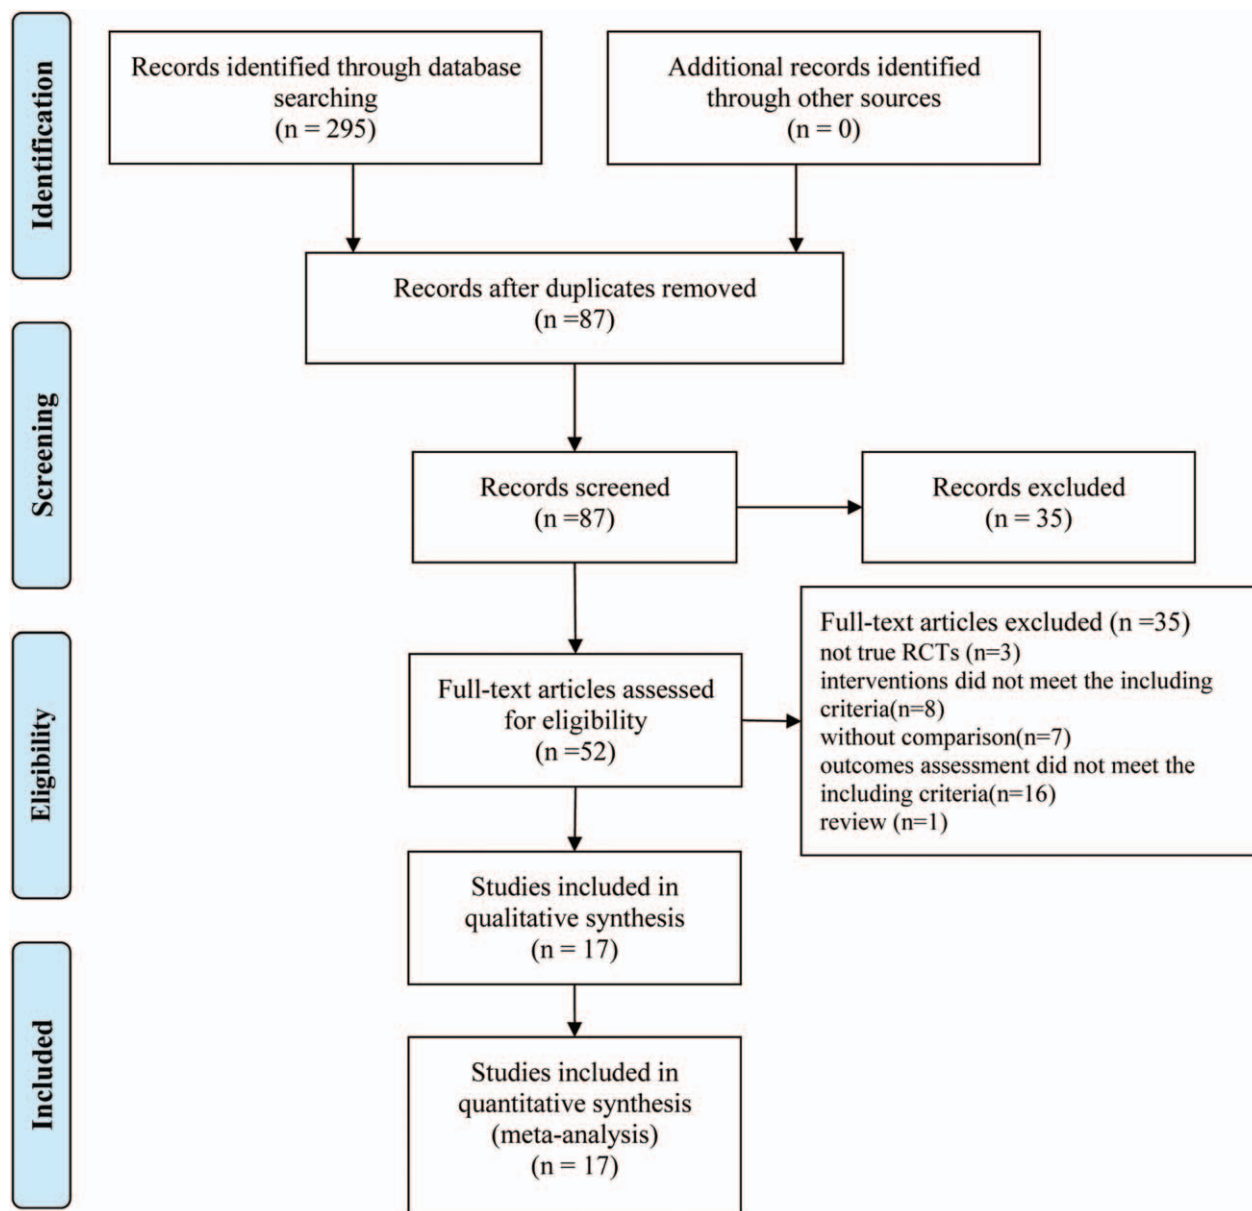 Identification
Records identified through database
searching
(n = 295)
Additional records identified
through other sources
(n = 0)
Records after duplicates removed
(n =87)
Screening
Records screened
(n =87)
Records excluded
(n = 35)
Eligibility
Full-text articles assessed
for eligibility
(n =52)
Full-text articles excluded (n =35)
not true RCTs (n=3)
interventions did not meet the including
criteria(n=8)
without comparison(n=7)
outcomes assessment did not meet the
including criteria(n=16)
review (n=1)
Studies included in
qualitative synthesis
(n = 17)
Included
Studies included in
quantitative synthesis
(meta-analysis)
(n = 17)